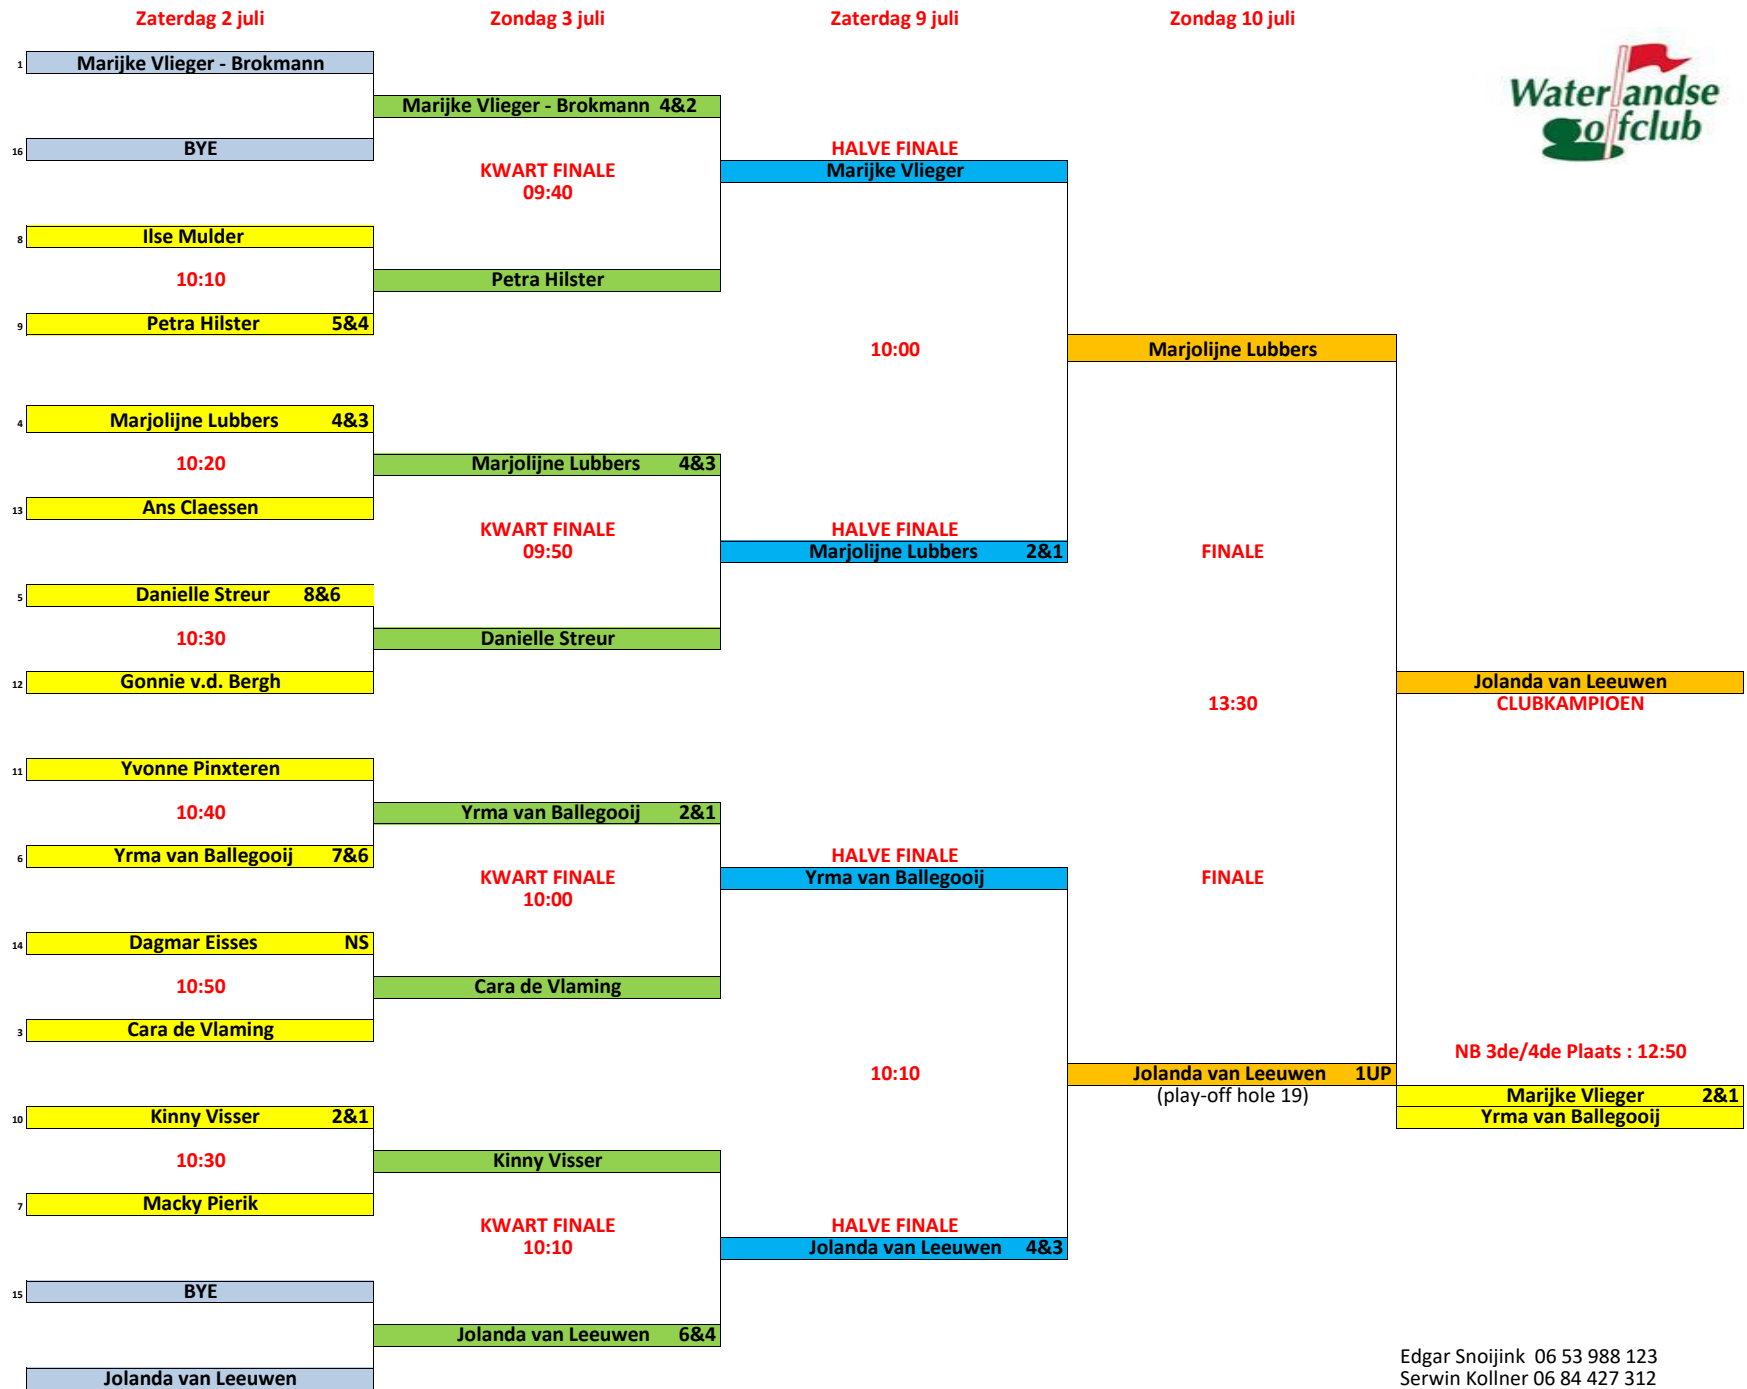 Zaterdag 2 juli Zondag 3 juli Zaterdag 9 juli Zondag 10 juli
Waterlandse
Golfclub
1 Marijke Vlieger - Brokmann
Marijke Vlieger - Brokmann 4&2
16 BYE
HALVE FINALE
KWART FINALE
Marijke Vlieger
09:40
8 Ilse Mulder
10:10
Petra Hilster
9 Petra Hilster 5&4
10:00
Marjolijne Lubbers
4 Marjolijne Lubbers 4&3
10:20
Marjolijne Lubbers 4&3
13 Ans Claessen
KWART FINALE
HALVE FINALE
09:50
Marjolijne Lubbers 2&1
FINALE
5 Danielle Streur 8&6
10:30
Danielle Streur
12 Gonnie v.d. Bergh
Jolanda van Leeuwen
13:30
CLUBKAMPIOEN
11 Yvonne Pinxteren
10:40
Yrma van Ballegooij 2&1
6 Yrma van Ballegooij 7&6
HALVE FINALE
KWART FINALE
Yrma van Ballegooij
FINALE
10:00
14 Dagmar Eisses NS
10:50
Cara de Vlaming
3 Cara de Vlaming
NB 3de/4de Plaats : 12:50
10:10
Jolanda van Leeuwen 1UP
(play-off hole 19)
Marijke Vlieger 2&1
Yrma van Ballegooij
10 Kinny Visser 2&1
10:30
Kinny Visser
7 Macky Pierik
KWART FINALE
HALVE FINALE
10:10
Jolanda van Leeuwen 4&3
15 BYE
Jolanda van Leeuwen 6&4
Jolanda van Leeuwen
Edgar Snoijink 06 53 988 123
Serwin Kollner 06 84 427 312